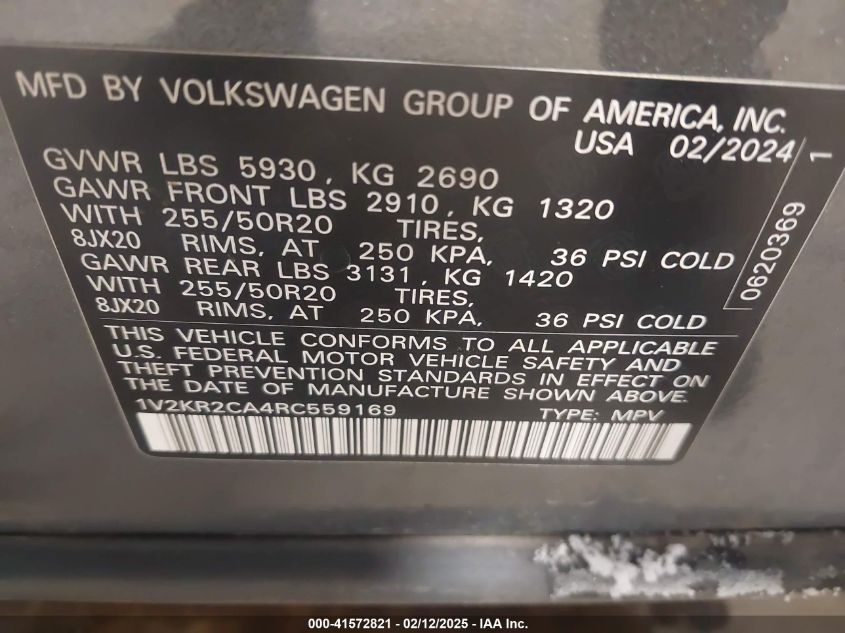 MFD BY VOLKSWAGEN GROUP OF AMERICA, INC.
USA 02/2024
GVWR LBS 5930, KG 2690
GAWR FRONT LBS 2910, KG 1320
WITH 255/50R20 TIRES,
8JX20 RIMS, AT 250 KPA, 36 PSI COLD
GAWR REAR LBS 3131, KG 1420
WITH 255/50R20 TIRES,
8JX20 RIMS, AT 250 KPA, 36 PSI COLD
THIS VEHICLE CONFORMS TO ALL APPLICABLE
U.S. FEDERAL MOTOR VEHICLE SAFETY AND
THEFT PREVENTION STANDARDS IN EFFECT ON
THE DATE OF MANUFACTURE SHOWN ABOVE.
1V2KR2CA4RC559169 TYPE: MPV
0620369 1
000-41572821 - 02/12/2025 - IAA Inc.